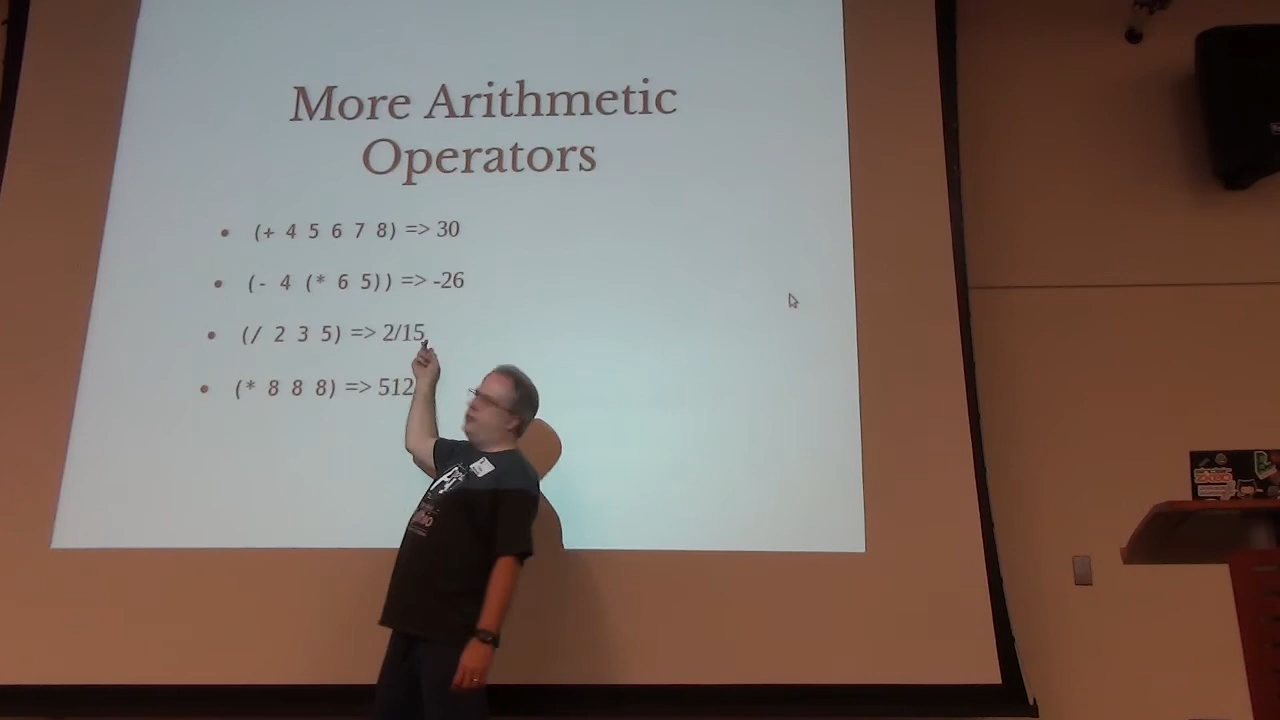 More Arithmetic
Operators
• (+ 4 5 6 7 8) => 30
• (- 4 (* 6 5)) => -26
• (/ 2 3 5) => 2/15
• (* 8 8 8) => 512